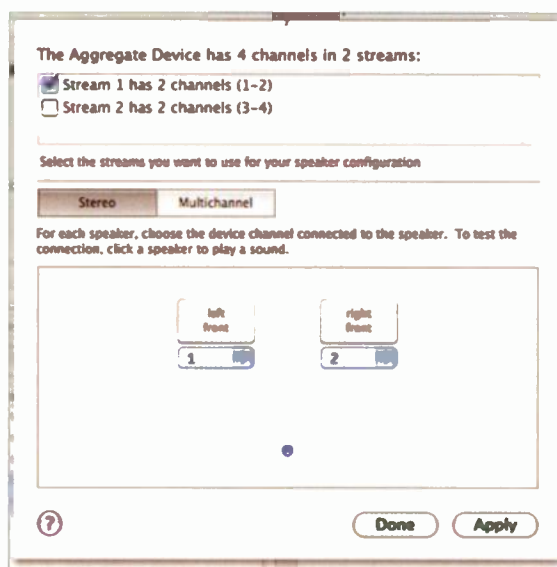 The Aggregate Device has 4 channels in 2 streams:
Stream 1 has 2 channels (1-2)
Stream 2 has 2 channels (3-4)
Select the streams you want to use for your speaker configuration
Stereo Multichannel
For each speaker, choose the device channel connected to the speaker. To test the
connection, click a speaker to play a sound.
left right
front front
1 2
? Done Apply